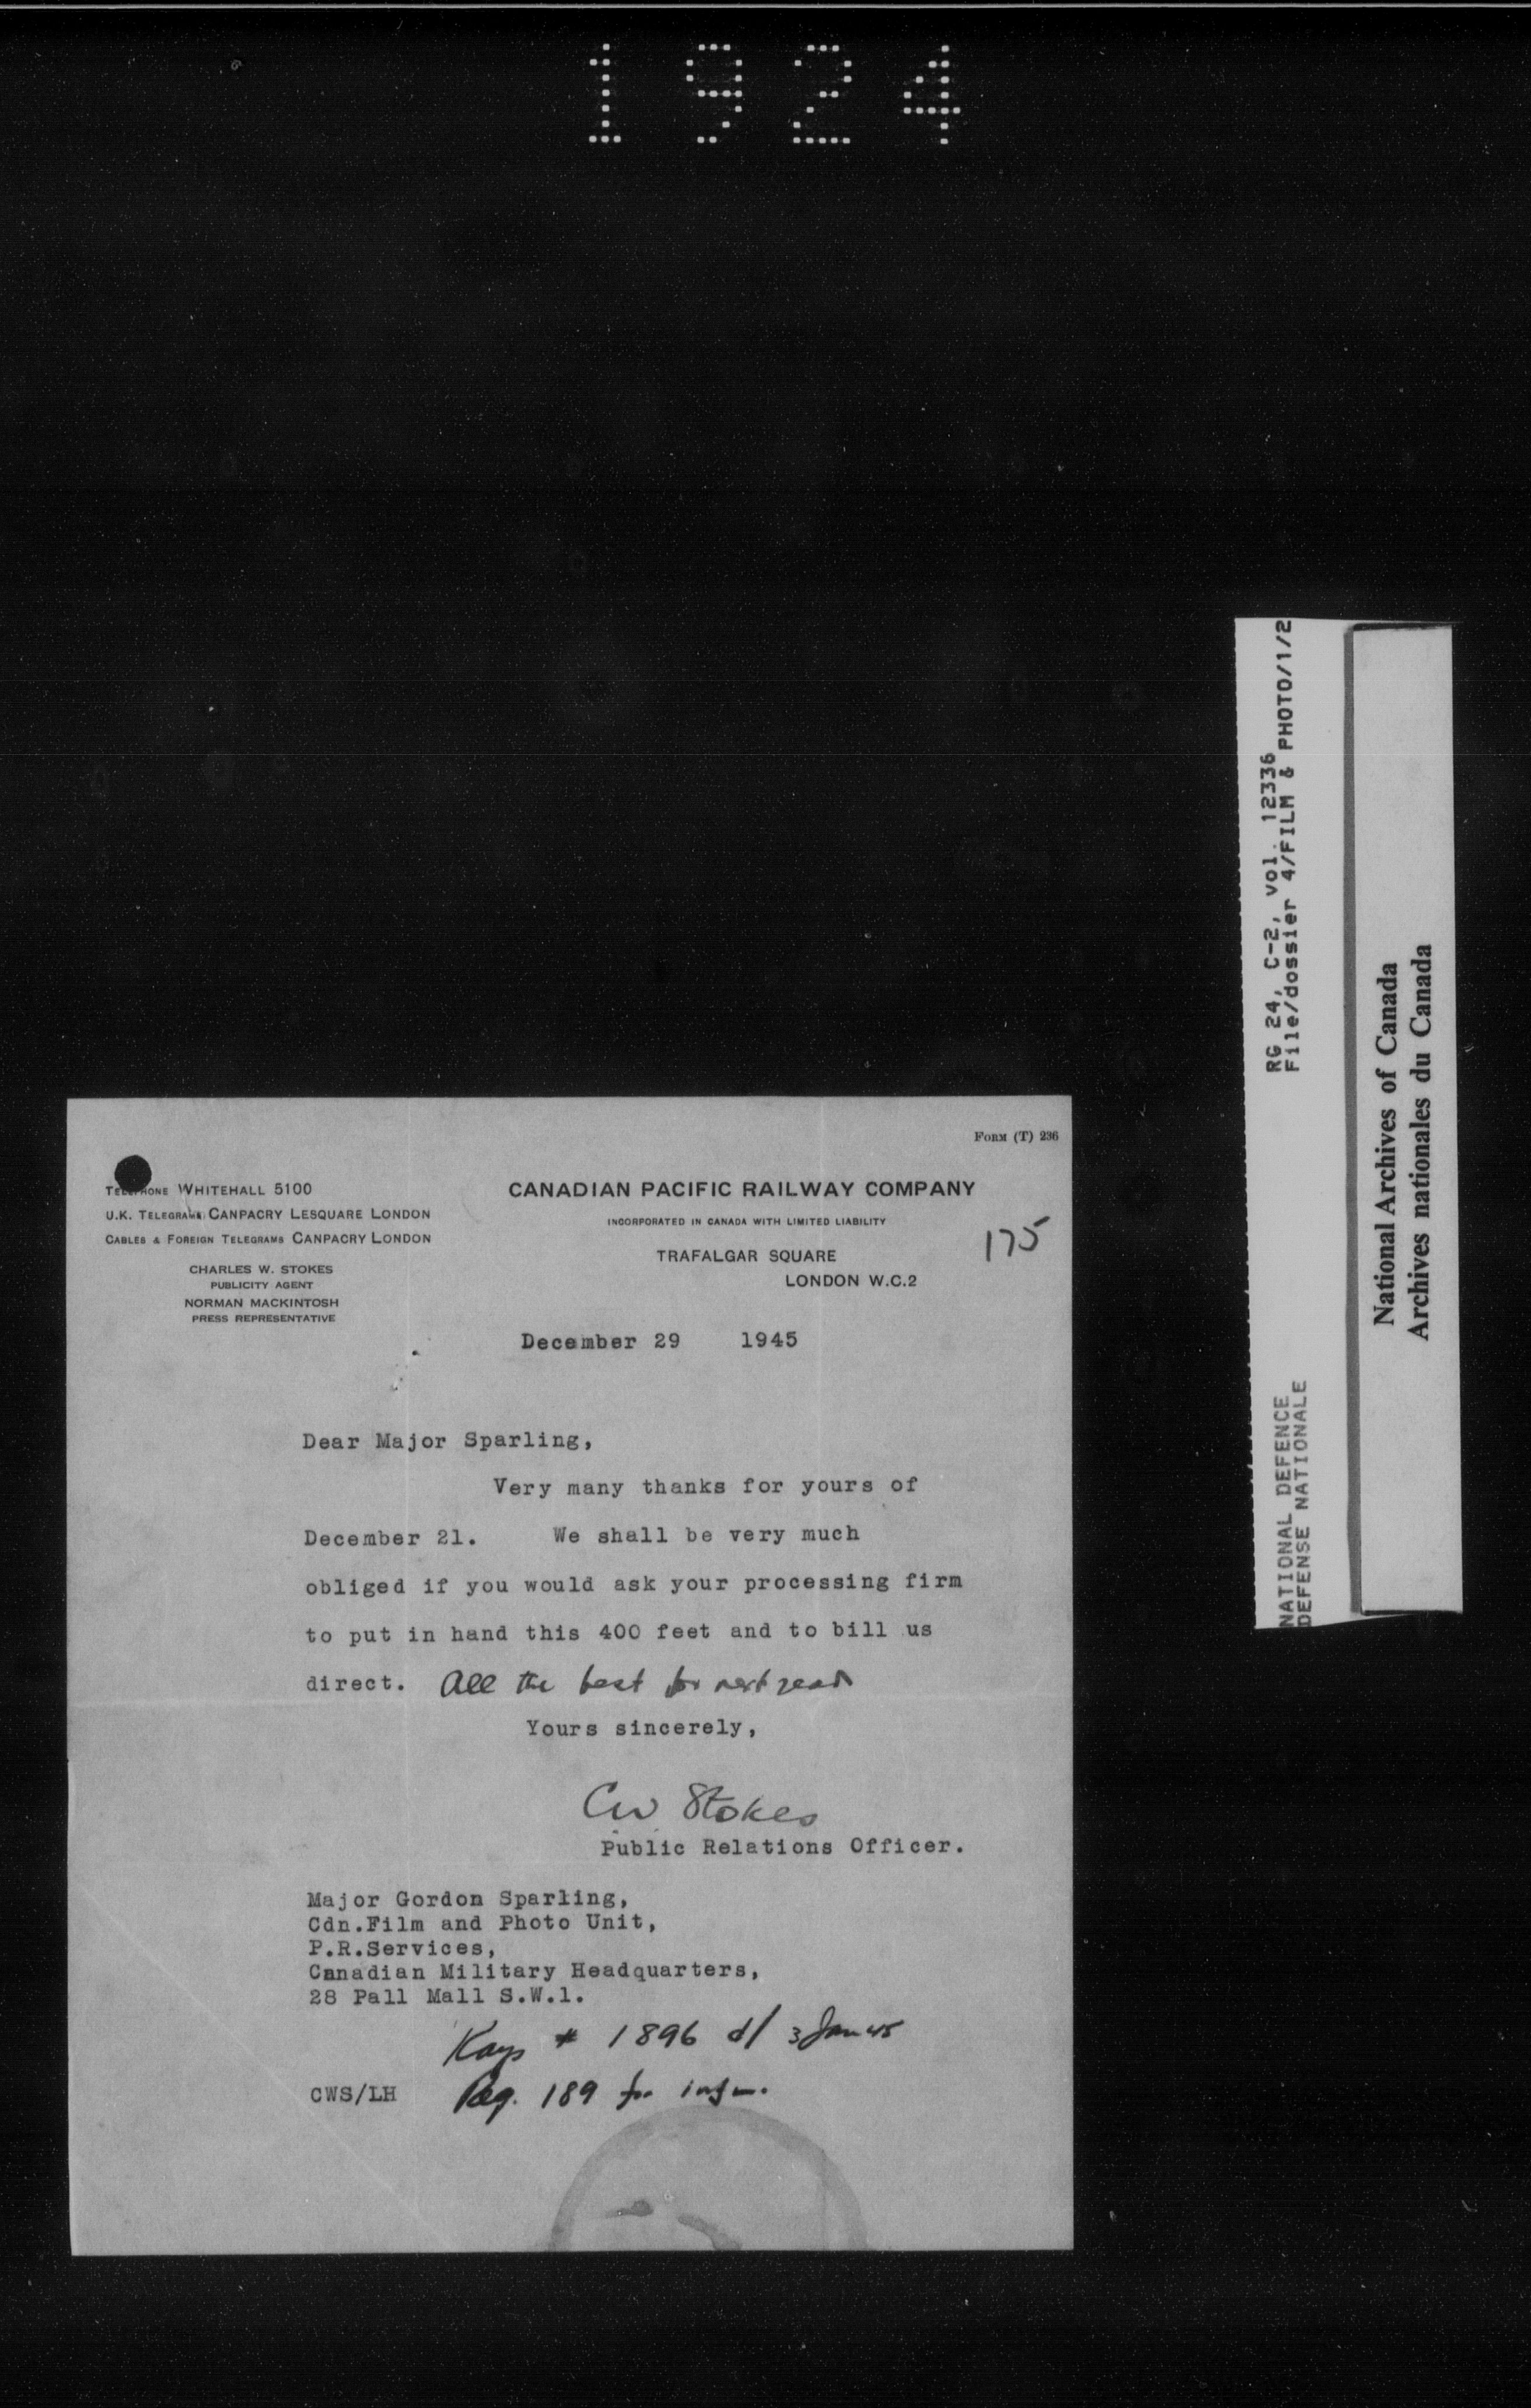 1924
FORM (T) 236
TELEPHONE WHITEHALL 5100
U.K. TELEGRAMS CANPACRY LESQUARE LONDON
CABLES & FOREIGN TELEGRAMS CANPACRY LONDON
CHARLES W. STOKES
PUBLICITY AGENT
NORMAN MACKINTOSH
PRESS REPRESENTATIVE
CANADIAN PACIFIC RAILWAY COMPANY
INCORPORATED IN CANADA WITH LIMITED LIABILITY
TRAFALGAR SQUARE
LONDON W.C.2
175
December 29 1945
Dear Major Sparling,
Very many thanks for yours of
December 21. We shall be very much
obliged if you would ask your processing firm
to put in hand this 400 feet and to bill us
direct. All the best for next year
Yours sincerely,
CW Stokes
Public Relations Officer.
Major Gordon Sparling,
Cdn.Film and Photo Unit,
P.R.Services,
Canadian Military Headquarters,
28 Pall Mall S.W.1.
Kays # 1896 d/ 3 Jan 45
CWS/LH 189 for
RG 24, C-2, vol. 12336
File/dossier 4/FILM & PHOTO/1/2
NATIONAL DEFENCE
DEFENSE NATIONALE
National Archives of Canada
Archives nationales du Canada